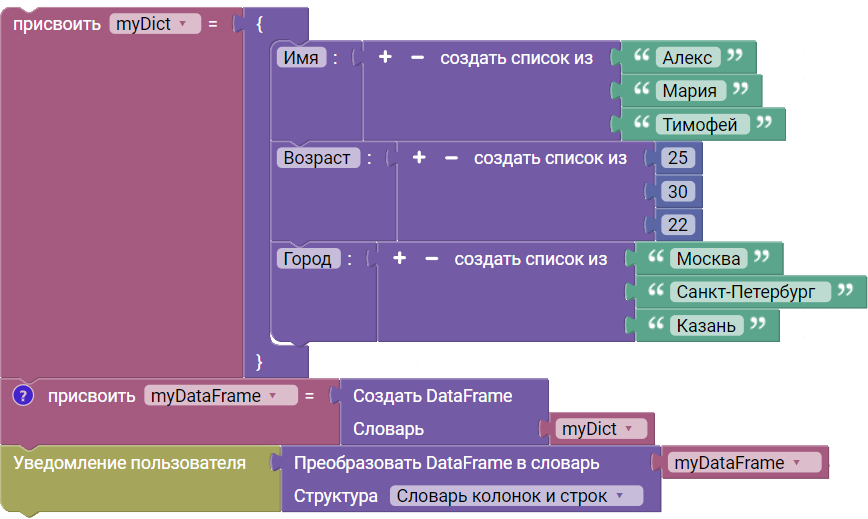 присвоить myDict = {
Имя : + − создать список из “ Алекс ”
“ Мария ”
“ Тимофей ”
Возраст : + − создать список из 25
30
22
Город : + − создать список из “ Москва ”
“ Санкт-Петербург ”
“ Казань ”
}
? присвоить myDataFrame = Создать DataFrame
Словарь myDict
Уведомление пользователя Преобразовать DataFrame в словарь myDataFrame
Структура Словарь колонок и строк